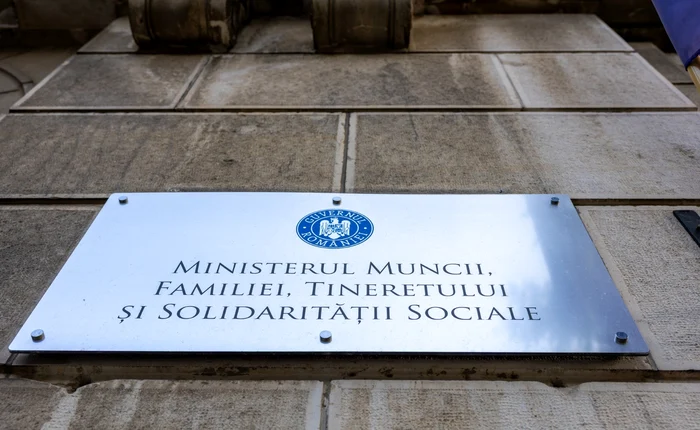 GUVERNUL
ROMÂNIEI
MINISTERUL MUNCII,
FAMILIEI, TINERETULUI
ȘI SOLIDARITĂȚII SOCIALE